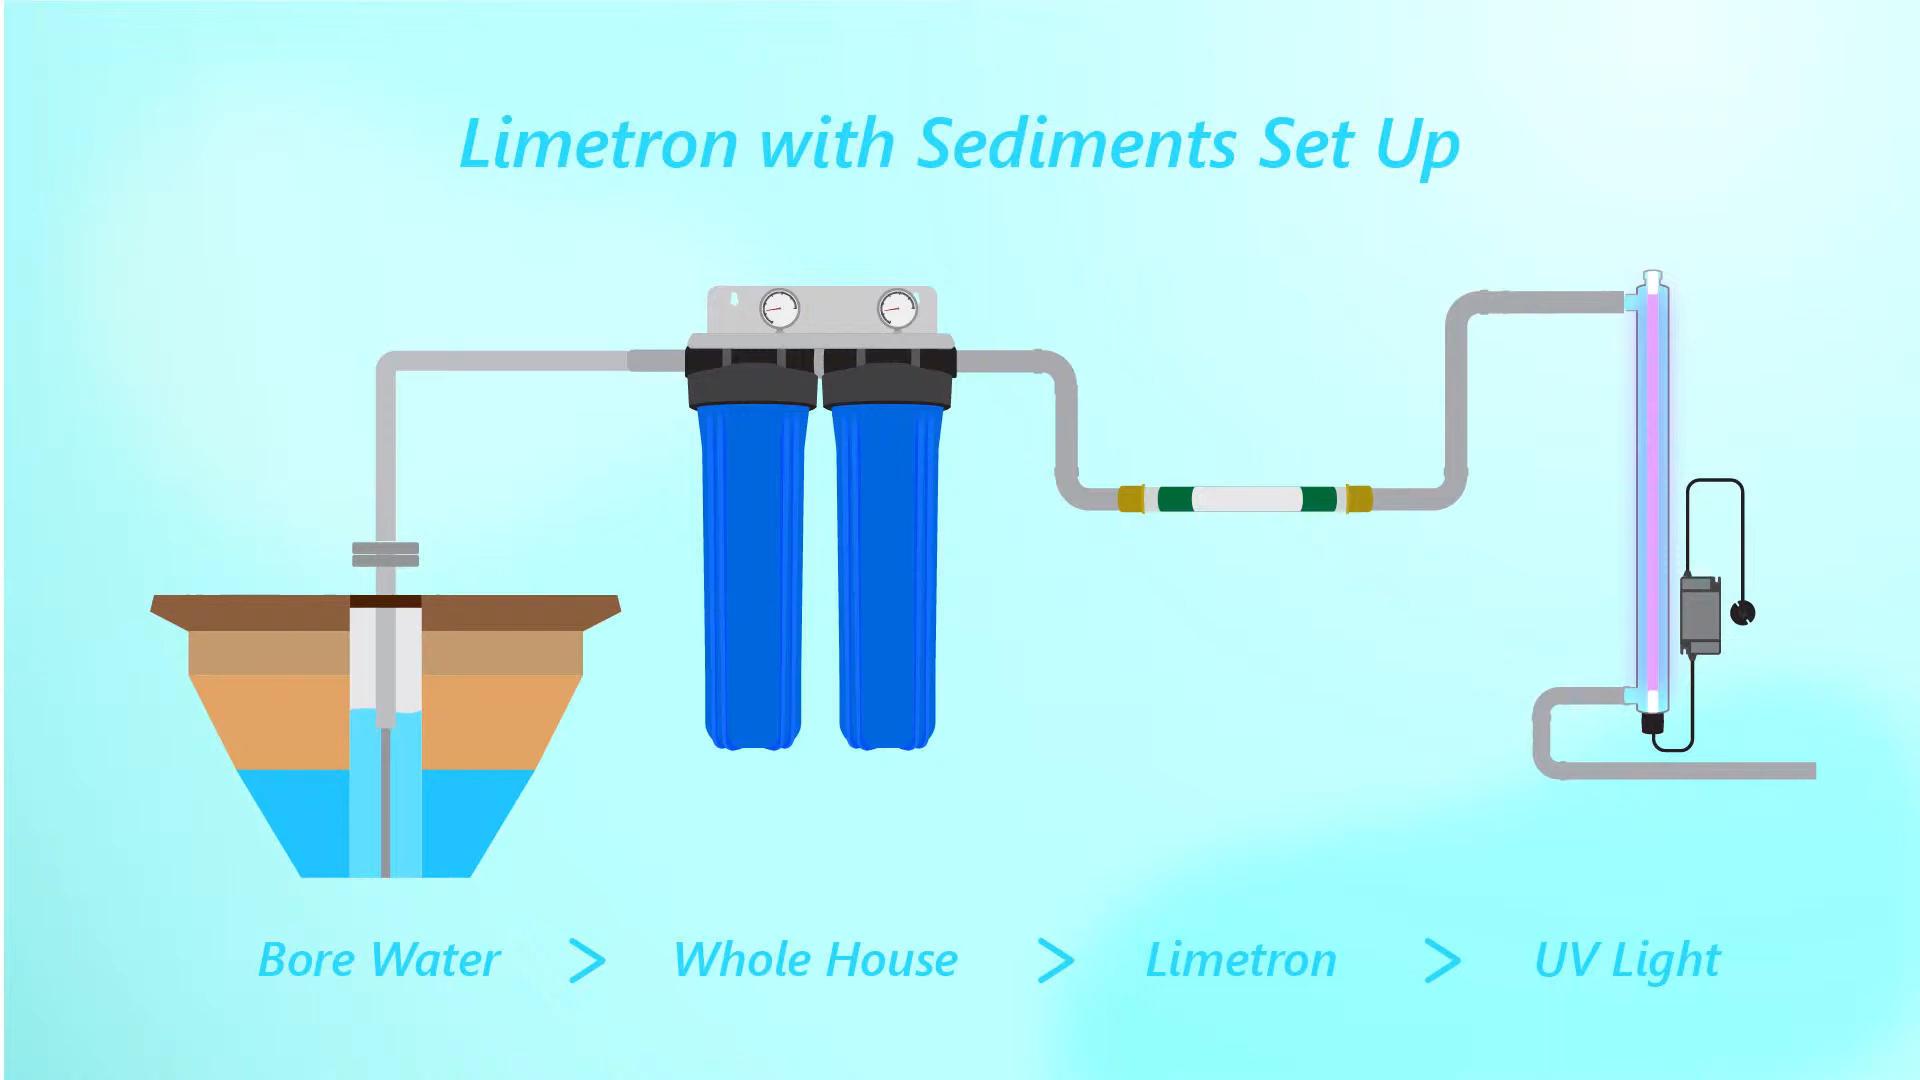 Limetron with Sediments Set Up
Bore Water > Whole House > Limetron > UV Light